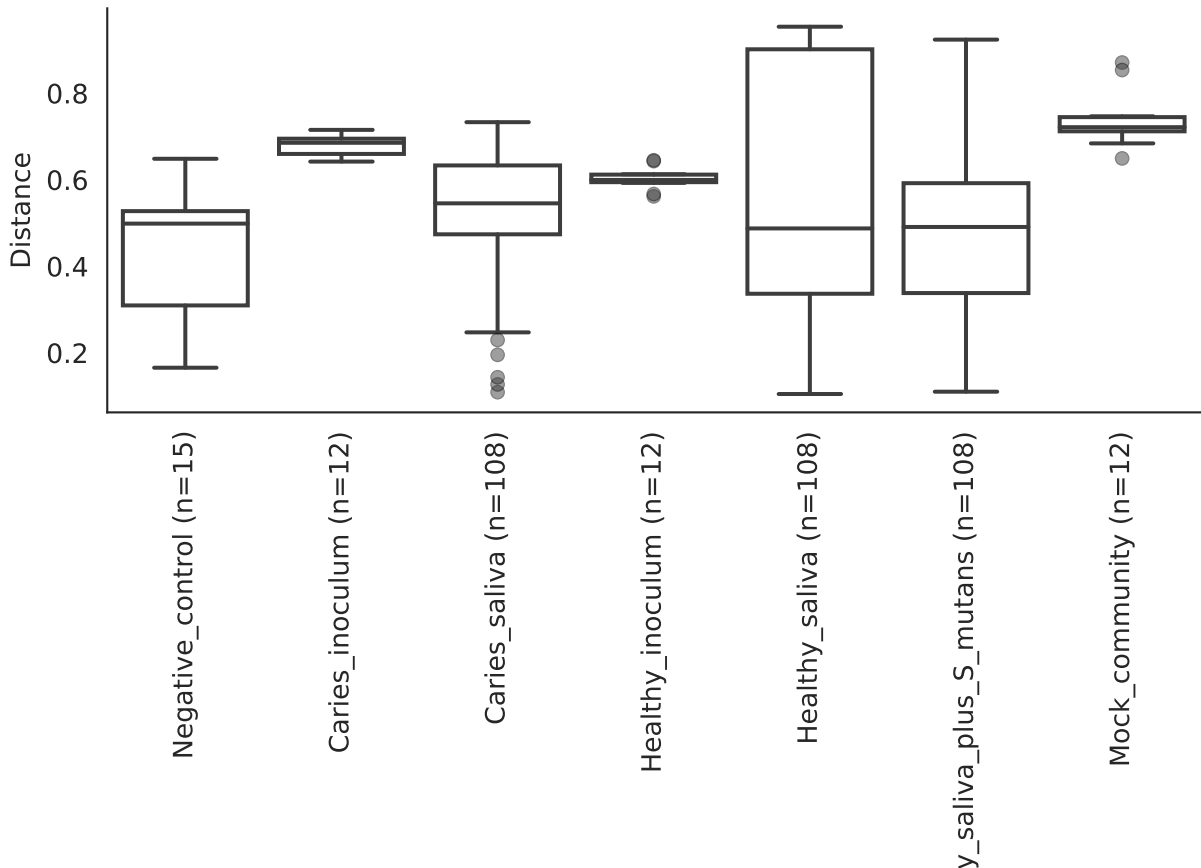 Distance
0.8
0.6
0.4
0.2
Negative_control (n=15)
Caries_inoculum (n=12)
Caries_saliva (n=108)
Healthy_inoculum (n=12)
Healthy_saliva (n=108)
y_saliva_plus_S_mutans (n=108)
Mock_community (n=12)